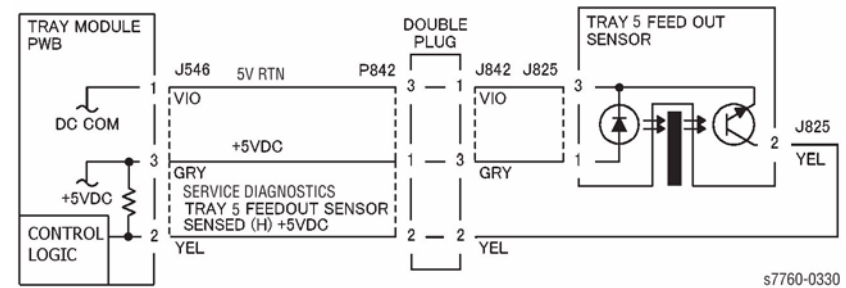 TRAY MODULE
PWB
DOUBLE
PLUG
TRAY 5 FEED OUT
SENSOR
J546 5V RTN P842
J842 J825
1 3 1 3
VIO VIO
DC COM
J825
2
YEL
+5VDC
3 1 3 1
GRY GRY
+5VDC
SERVICE DIAGNOSTICS
TRAY 5 FEEDOUT SENSOR
SENSED (H) +5VDC
CONTROL
LOGIC
2 2 2
YEL YEL
s7760-0330